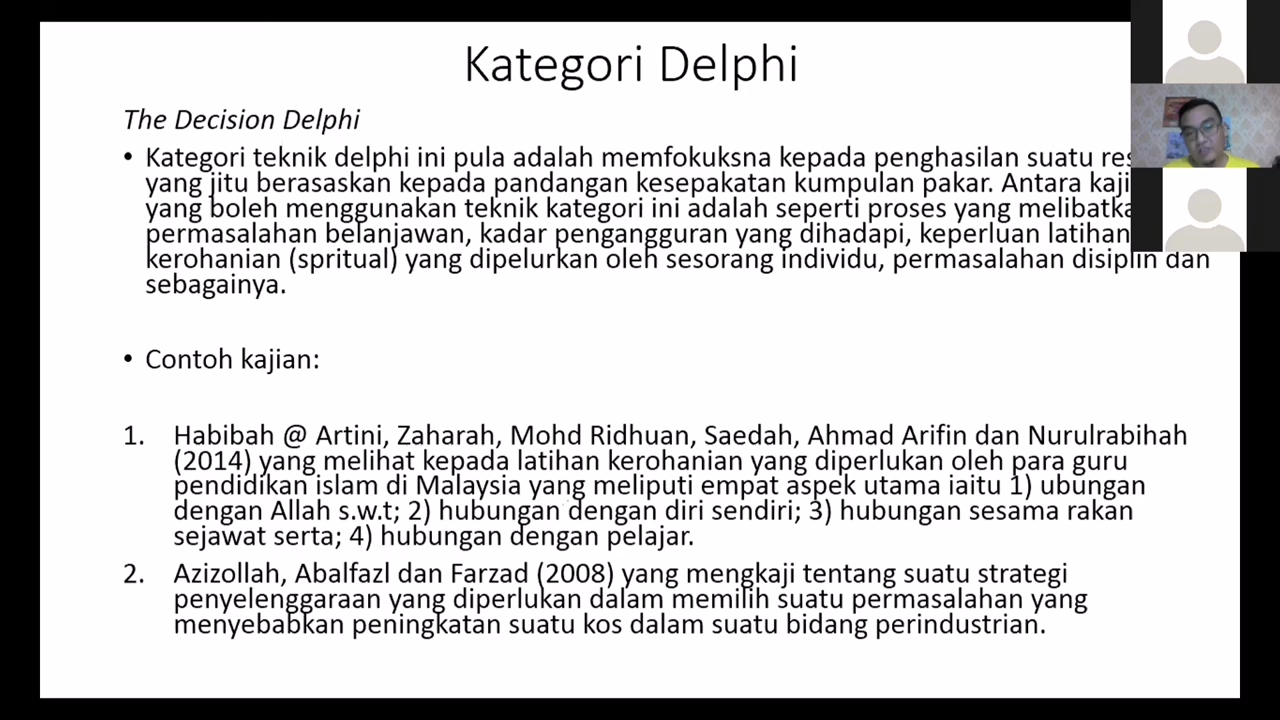 Kategori Delphi
The Decision Delphi
• Kategori teknik delphi ini pula adalah memfokuksna kepada penghasilan suatu
yang jitu berasaskan kepada pandangan kesepakatan kumpulan pakar. Antara
yang boleh menggunakan teknik kategori ini adalah seperti proses yang
permasalahan belanjawan, kadar pengangguran yang dihadapi, keperluan latihan
kerohanian (spritual) yang dipelurkan oleh sesorang individu, permasalahan disiplin dan
sebagainya.
• Contoh kajian:
1. Habibah @ Artini, Zaharah, Mohd Ridhuan, Saedah, Ahmad Arifin dan Nurulrabihah
(2014) yang melihat kepada latihan kerohanian yang diperlukan oleh para guru
pendidikan islam di Malaysia yang meliputi empat aspek utama iaitu 1) ubungan
dengan Allah s.w.t; 2) hubungan dengan diri sendiri; 3) hubungan sesama rakan
sejawat serta; 4) hubungan dengan pelajar.
2. Azizollah, Abalfazl dan Farzad (2008) yang mengkaji tentang suatu strategi
penyelenggaraan yang diperlukan dalam memilih suatu permasalahan yang
menyebabkan peningkatan suatu kos dalam suatu bidang perindustrian.